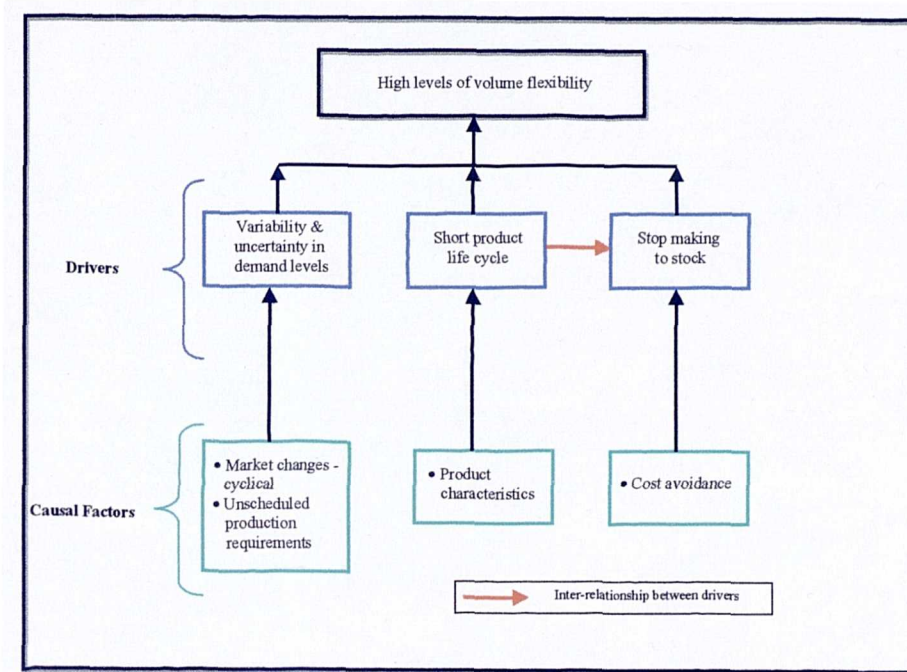 High levels of volume flexibility
Variability &
uncertainty in
demand levels
Short product
life cycle
Stop making
to stock
Drivers
• Market changes -
cyclical
• Unscheduled
production
requirements
• Product
characteristics
• Cost avoidance
Causal Factors
Inter-relationship between drivers